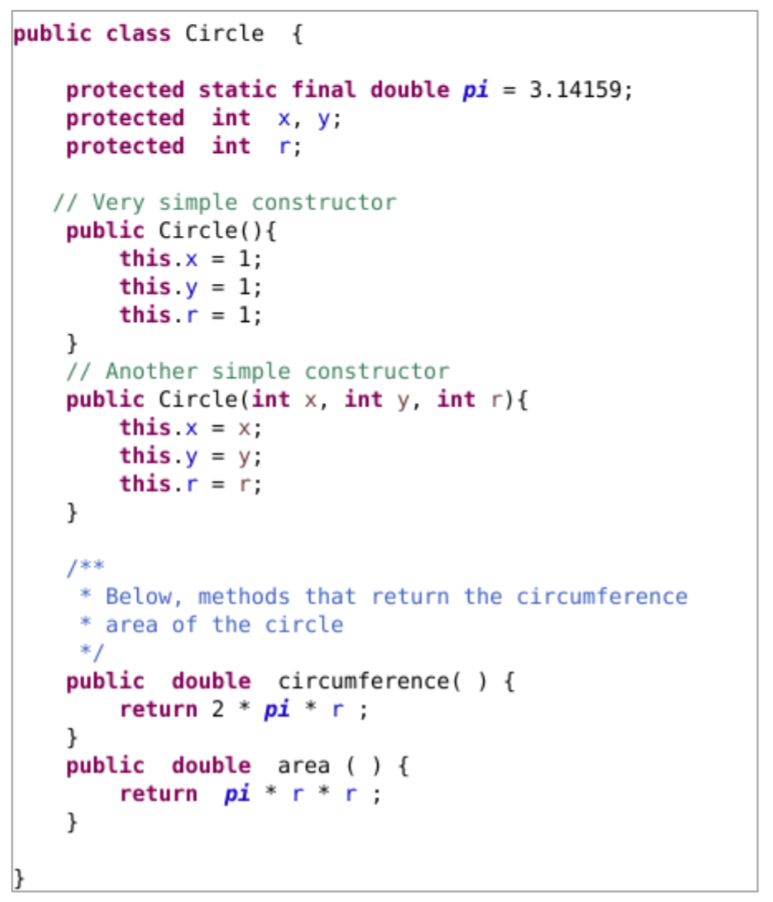 public class Circle  {
protected static final double pi = 3.14159;
protected  int  x, y;
protected  int  r;
// Very simple constructor
public Circle(){
this.x = 1;
this.y = 1;
this.r = 1;
}
// Another simple constructor
public Circle(int x, int y, int r){
this.x = x;
this.y = y;
this.r = r;
}
/**
* Below, methods that return the circumference
* area of the circle
*/
public  double  circumference( ) {
return 2 * pi * r ;
}
public  double  area ( ) {
return  pi * r * r ;
}
}